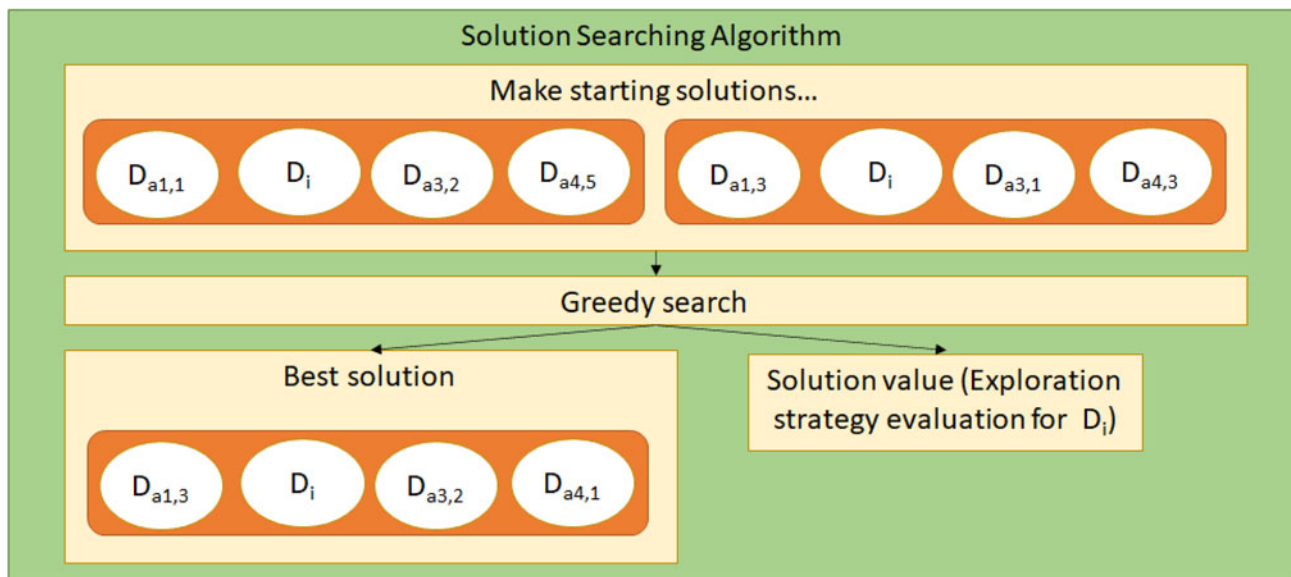 Solution Searching Algorithm
Make starting solutions...
Da1,1 Di Da3,2 Da4,5 Da1,3 Di Da3,1 Da4,3
Greedy search
Best solution
Da1,3 Di Da3,2 Da4,1
Solution value (Exploration
strategy evaluation for Di)